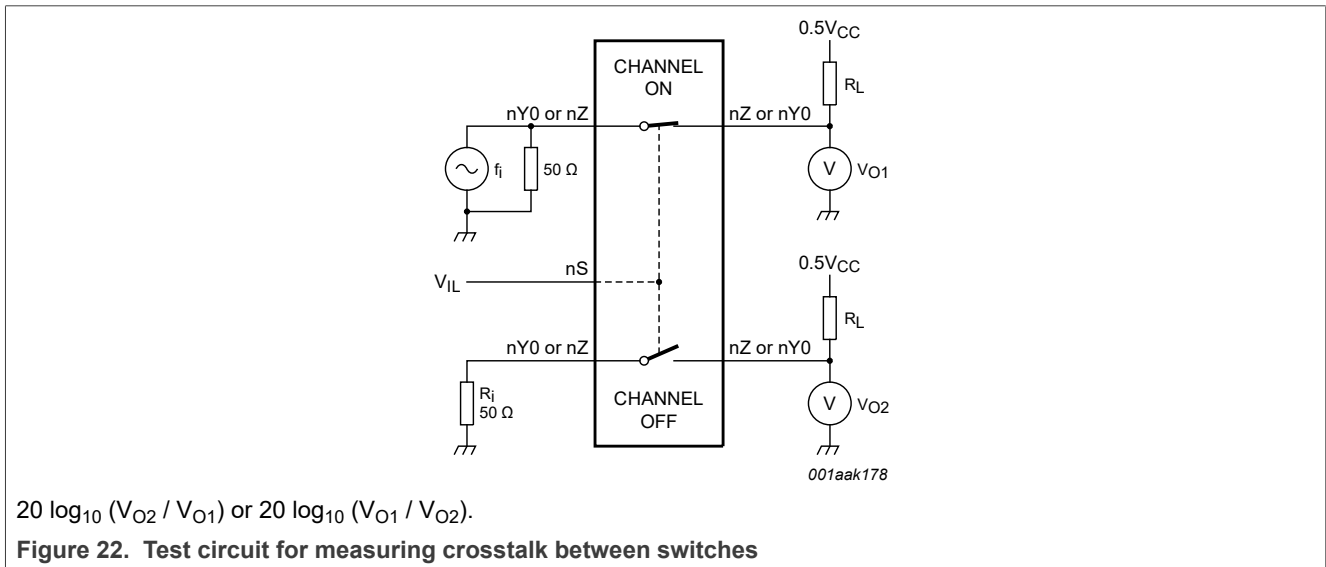 0.5VCC
CHANNEL
ON
RL
nY0 or nZ
nZ or nY0
fi
50 Ω
V
VO1
nS
VIL
0.5VCC
RL
nY0 or nZ
nZ or nY0
Ri
50 Ω
CHANNEL
OFF
V
VO2
001aak178
20 log10 (VO2 / VO1) or 20 log10 (VO1 / VO2).
Figure 22. Test circuit for measuring crosstalk between switches